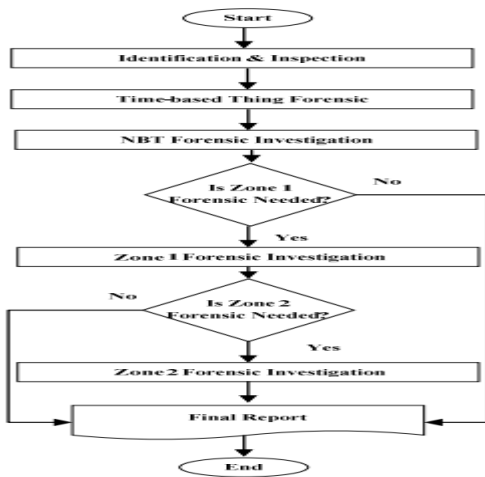 Start
Identification & Inspection
Time-based Thing Forensic
NBT Forensic Investigation
Is Zone 1
Forensic Needed?
No
Yes
Zone 1 Forensic Investigation
No
Is Zone 2
Forensic Needed?
Yes
Zone 2 Forensic Investigation
Final Report
End